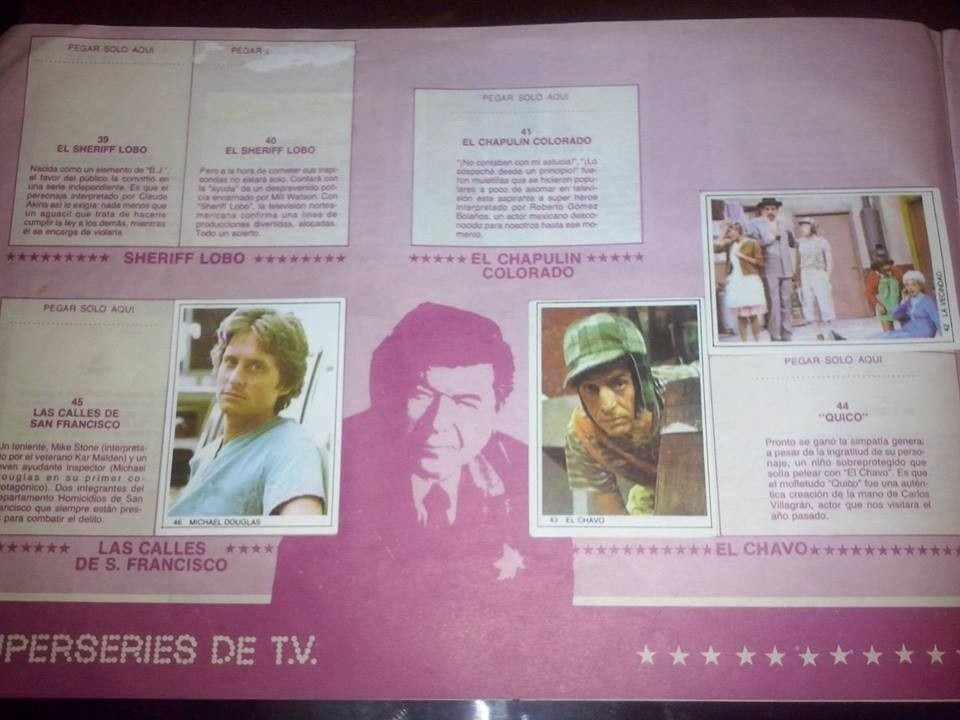 PEGAR SOLO AQUI
39
EL SHERIFF LOBO
Nacida como un elemento de "B.J.",
el favor del público la convirtió en
una serie independiente. Es que el
personaje interpretado por Claude
Akins así lo exigía: nada menos que
un aguacil que trata de hacerle
cumplir la ley a los demás, mientras
él se encarga de violarla.
PEGAR
40
EL SHERIFF LOBO
Pero a la hora de cometer sus trapi-
sondas no estará solo. Contará con
la "ayuda" de un desprevenido poli-
cía encarnado por Mill Watson. Con
"Sheriff Lobo", la televisión nortea-
mericana confirma una línea de
producciones divertidas, alocadas.
Todo un acierto.
SHERIFF LOBO
PEGAR SOLO AQUI
41
EL CHAPULIN COLORADO
"¡No contaban con mi astucia!", "¡Lo
sospeché desde un principio!" fue-
ron muletillas que se hicieron popu-
lares a poco de asomar en televi-
sión este aspirante a super héroe
interpretado por Roberto Gómez
Bolaños, un actor mexicano desco-
nocido para nosotros hasta ese mo-
mento.
EL CHAPULIN
COLORADO
42 LA VECINDAD
PEGAR SOLO AQUI
45
LAS CALLES DE
SAN FRANCISCO
Un teniente, Mike Stone (interpreta-
do por el veterano Karl Malden) y un
joven ayudante inspector (Michael
Douglas en su primer co-
protagónico). Dos integrantes del
Departamento Homicidios de San
Francisco que siempre están pres-
tos para combatir el delito.
46 MICHAEL DOUGLAS
LAS CALLES
DE S. FRANCISCO
43 EL CHAVO
PEGAR SOLO AQUI
44
"QUICO"
Pronto se ganó la simpatía general
a pesar de la ingratitud de su perso-
naje, un niño sobreprotegido que
solía pelear con "El Chavo". Es que
el mofletudo "Quico" fue una autén-
tica creación de la mano de Carlos
Villagrán, actor que nos visitara el
año pasado.
EL CHAVO
UPERSERIES DE T.V.